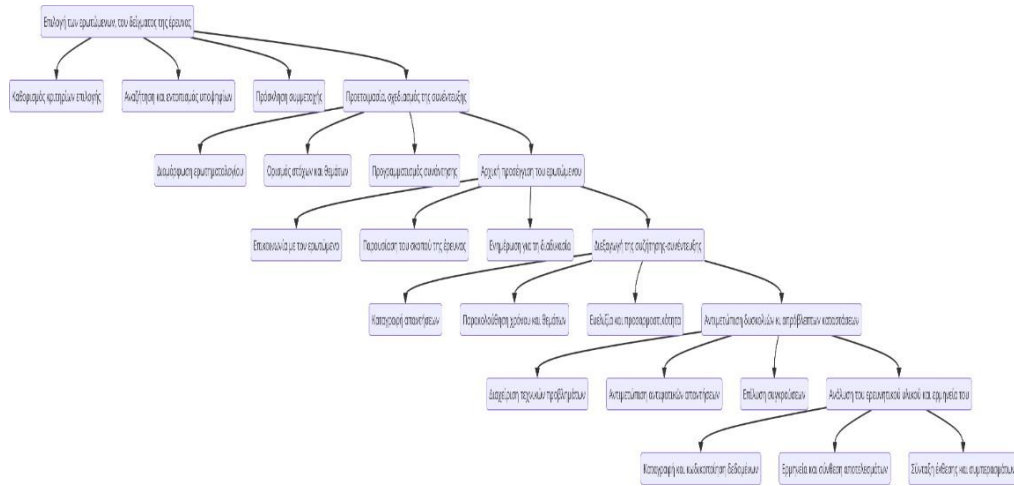 Επιλογή των ερωτώμενων, του δείγματος της έρευνας
Καθορισμός κριτηρίων επιλογής
Αναζήτηση και εντοπισμός υποψηφίων
Πρόσκληση συμμετοχής
Προετοιμασία, σχεδιασμός της συνέντευξης
Διαμόρφωση ερωτηματολογίου
Ορισμός στόχων και θεμάτων
Προγραμματισμός συνάντησης
Αρχική προσέγγιση του ερωτώμενου
Επικοινωνία με τον ερωτώμενο
Παρουσίαση του σκοπού της έρευνας
Ενημέρωση για τη διαδικασία
Διεξαγωγή της συζήτησης-συνέντευξης
Καταγραφή απαντήσεων
Παρακολούθηση χρόνου και θεμάτων
Ευελιξία και προσαρμοστικότητα
Αντιμετώπιση δυσκολιών κι απρόβλεπτων καταστάσεων
Διαχείριση τεχνικών προβλημάτων
Αντιμετώπιση αντιφατικών απαντήσεων
Επίλυση συγκρούσεων
Ανάλυση του ερευνητικού υλικού και ερμηνεία του
Καταγραφή και κωδικοποίηση δεδομένων
Ερμηνεία και σύνθεση αποτελεσμάτων
Σύνταξη έκθεσης και συμπερασμάτων